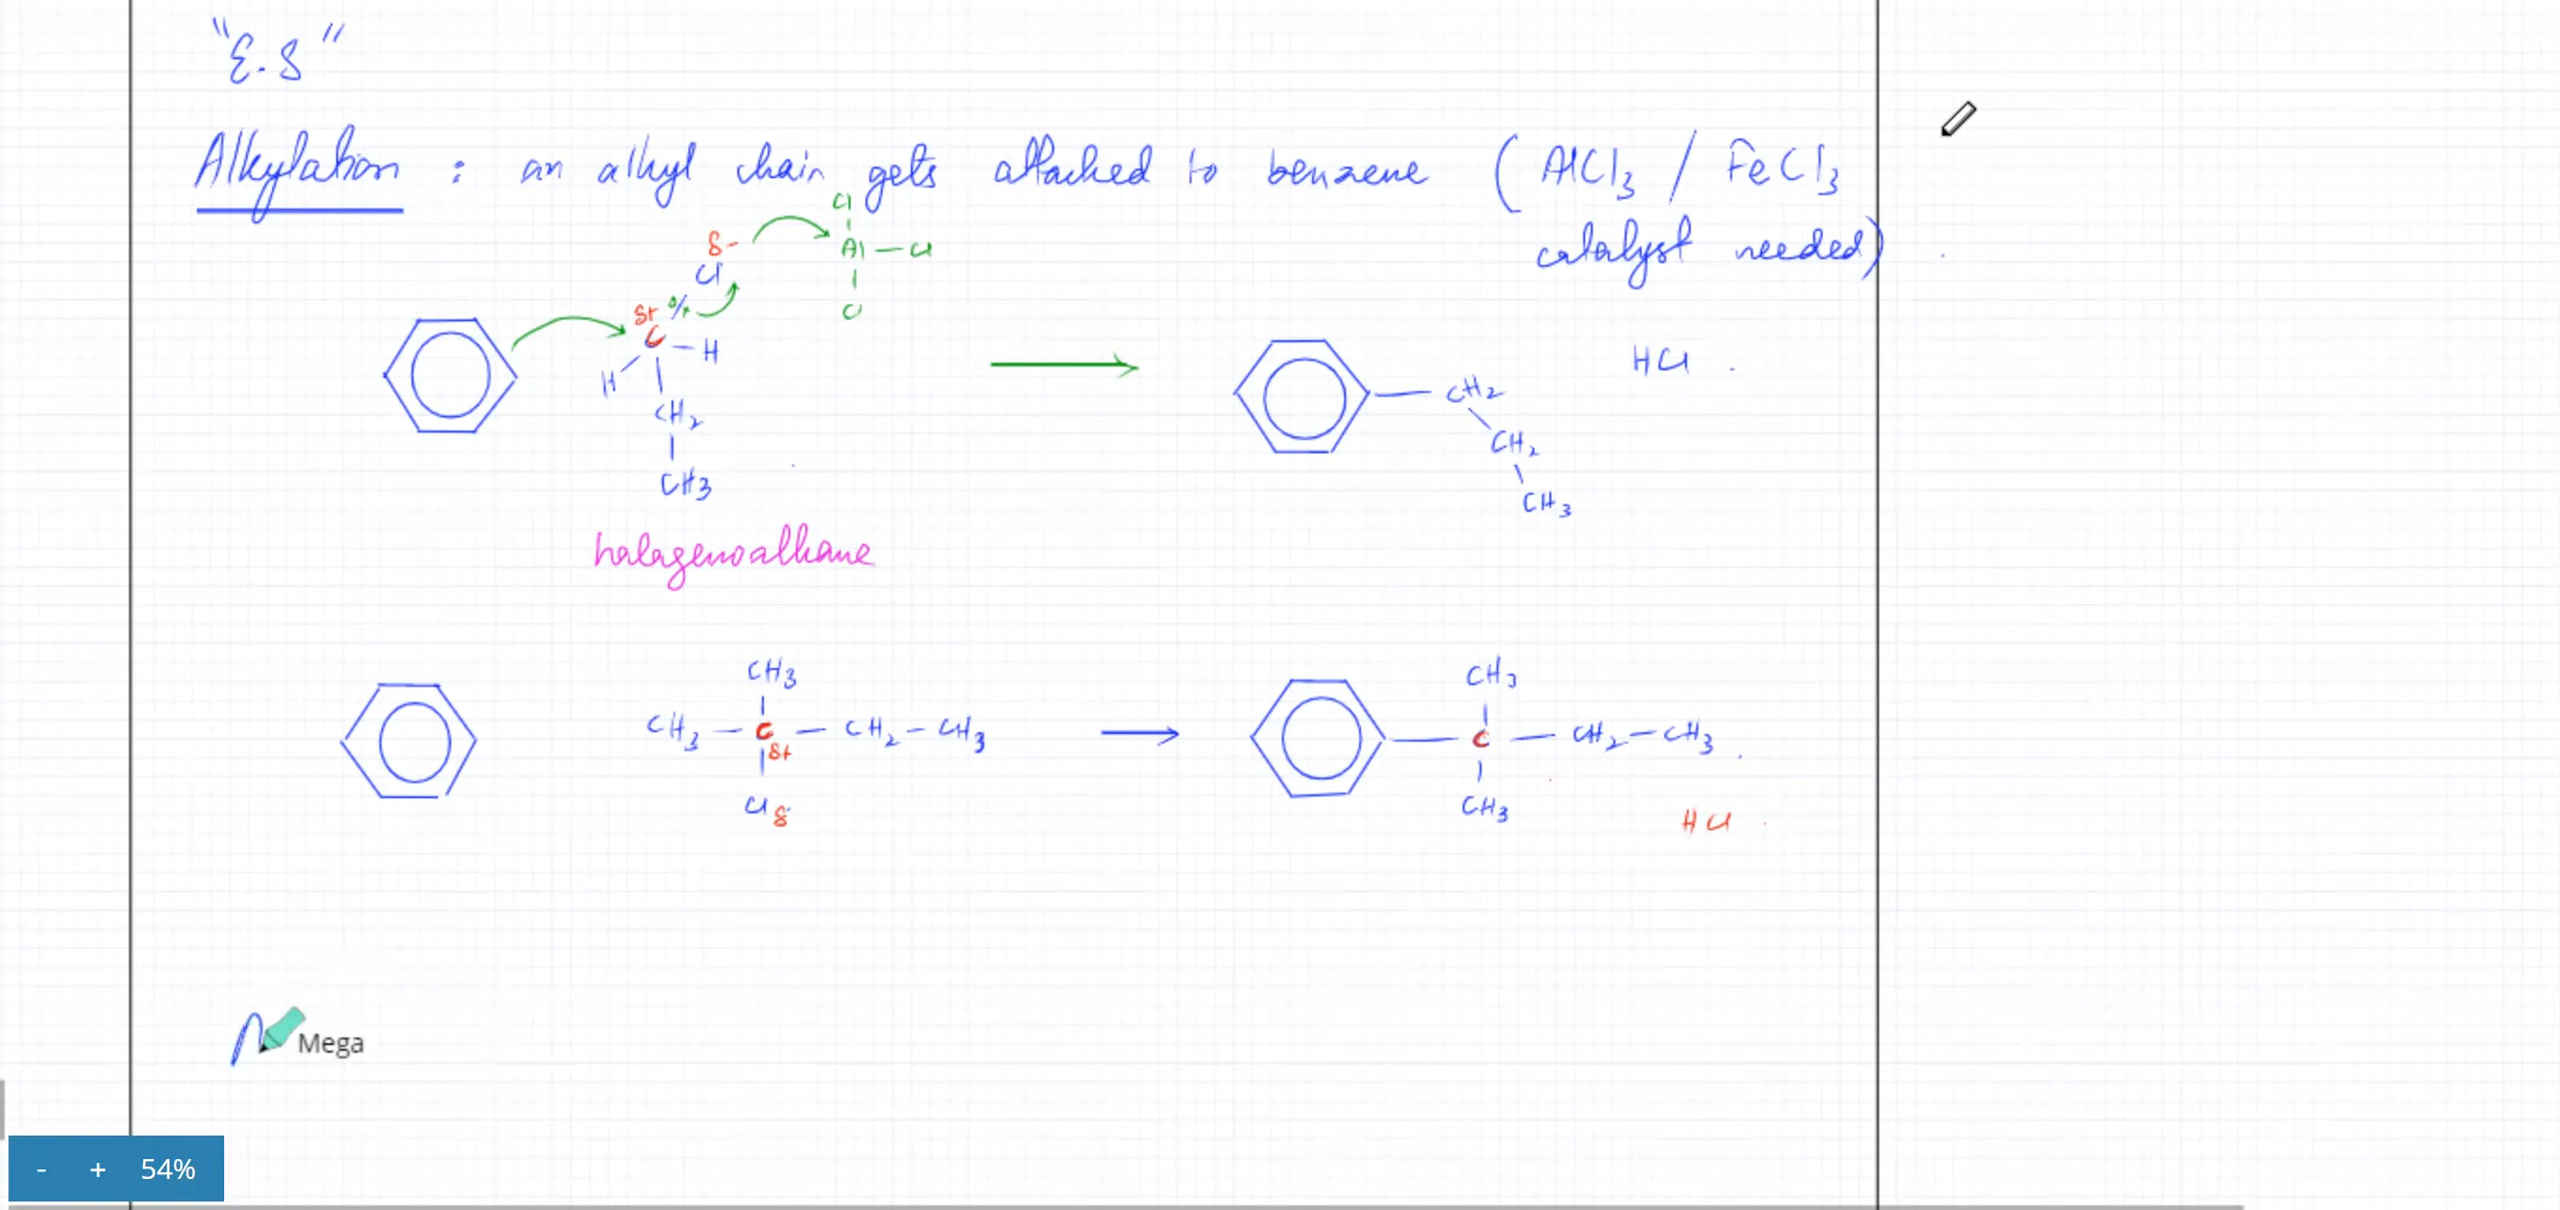 "E.S"
Alkylation : an alkyl chain gets attached to benzene ( AlCl3 / FeCl3
catalyst needed)
Cl
δ-
Al — Cl
Cl
δ+
Cl
C — H
H
HCl
CH2
CH2
CH2
CH3
CH3
halogenoalkane
CH3
CH3
CH3 — C — CH2 — CH3
δ+
C — CH2 — CH3
Cl δ-
CH3
HCl
Mega
- + 54%